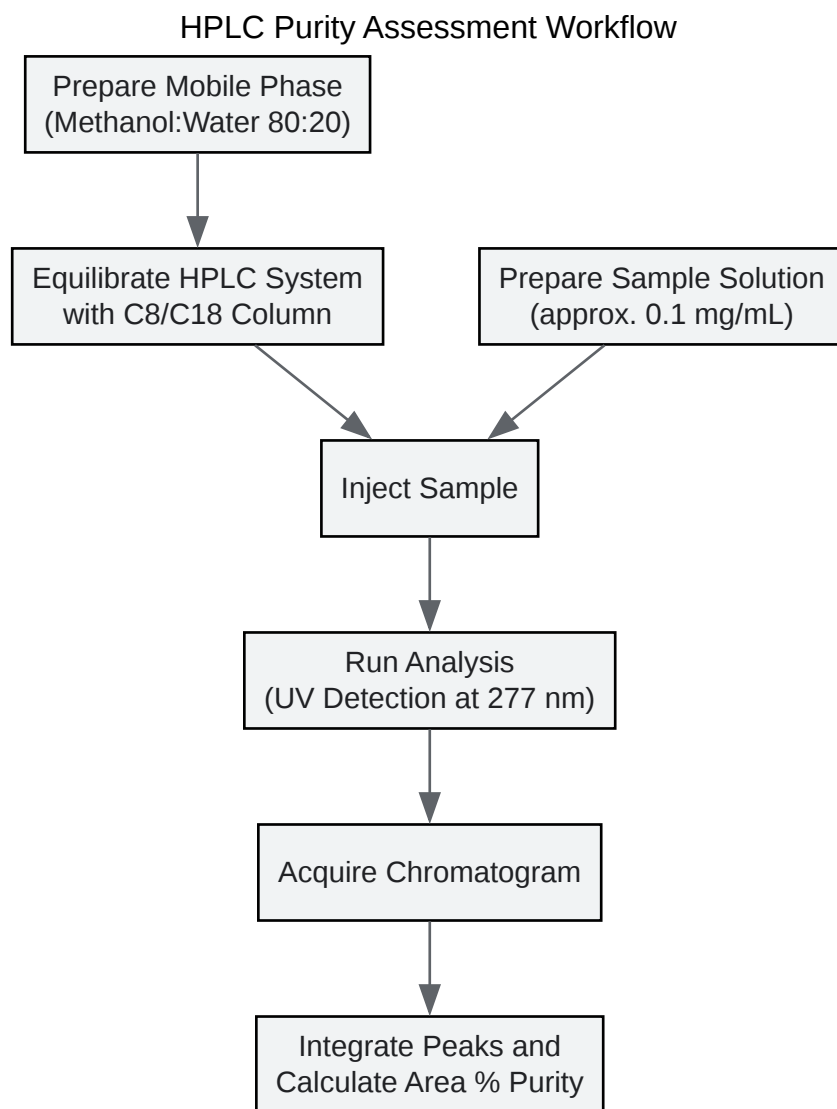 HPLC Purity Assessment Workflow
Prepare Mobile Phase
(Methanol:Water 80:20)
Equilibrate HPLC System
with C8/C18 Column
Prepare Sample Solution
(approx. 0.1 mg/mL)
Inject Sample
Run Analysis
(UV Detection at 277 nm)
Acquire Chromatogram
Integrate Peaks and
Calculate Area % Purity